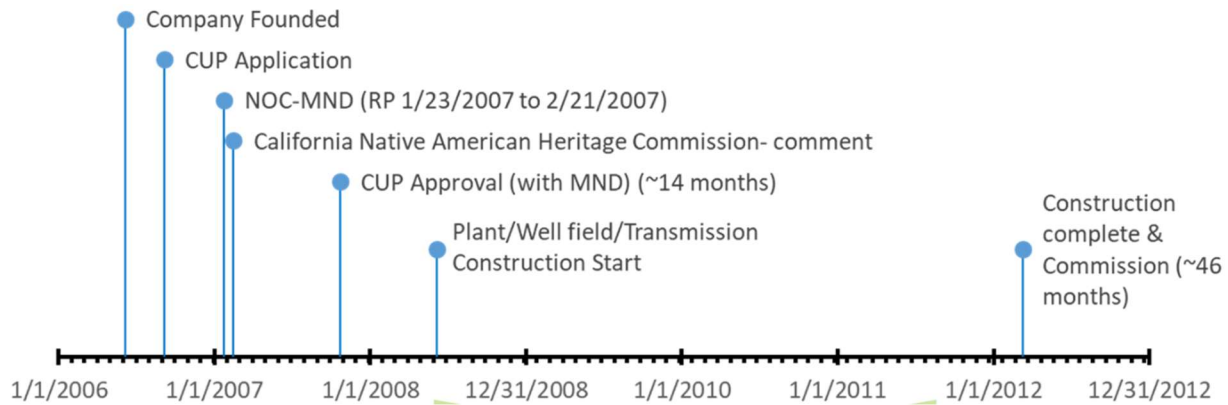 Company Founded
CUP Application
NOC-MND (RP 1/23/2007 to 2/21/2007)
California Native American Heritage Commission- comment
CUP Approval (with MND) (~14 months)
Plant/Well field/Transmission
Construction Start
Construction
complete &
Commission (~46
months)
1/1/2006 1/1/2007 1/1/2008 12/31/2008 1/1/2010 1/1/2011 1/1/2012 12/31/2012